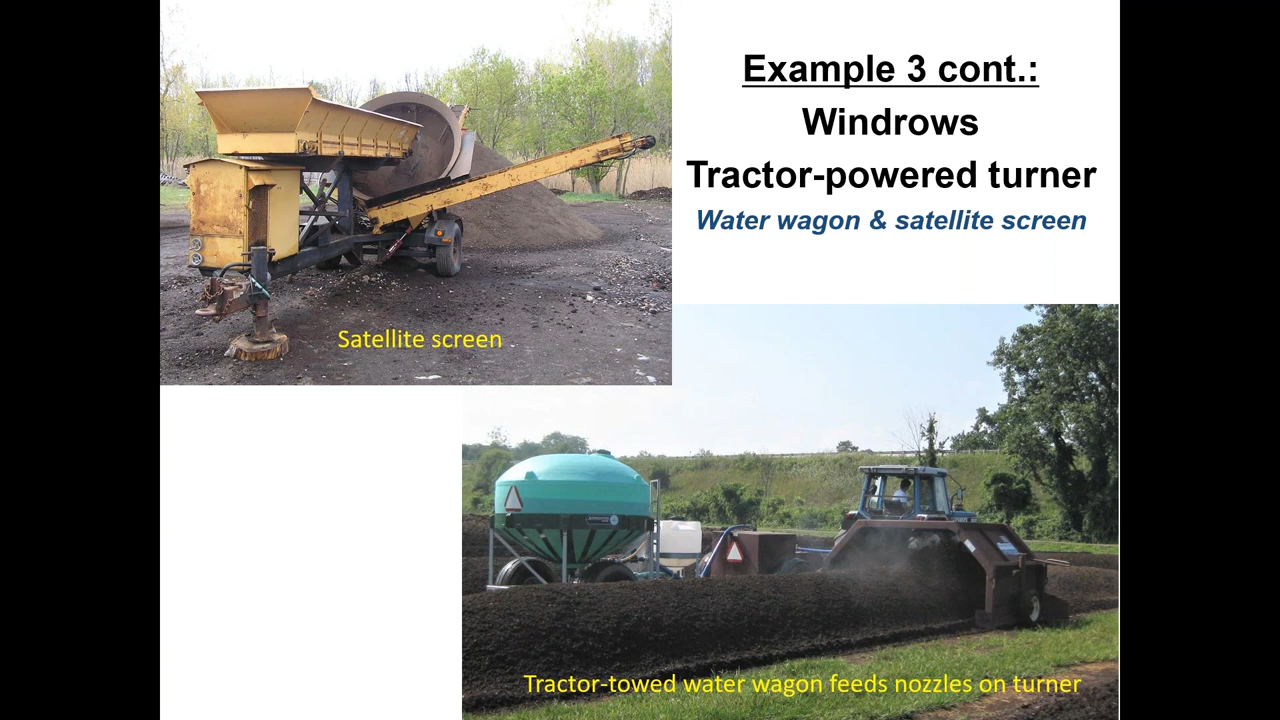 Example 3 cont.:
Windrows
Tractor-powered turner
Water wagon & satellite screen
Satellite screen
Tractor-towed water wagon feeds nozzles on turner